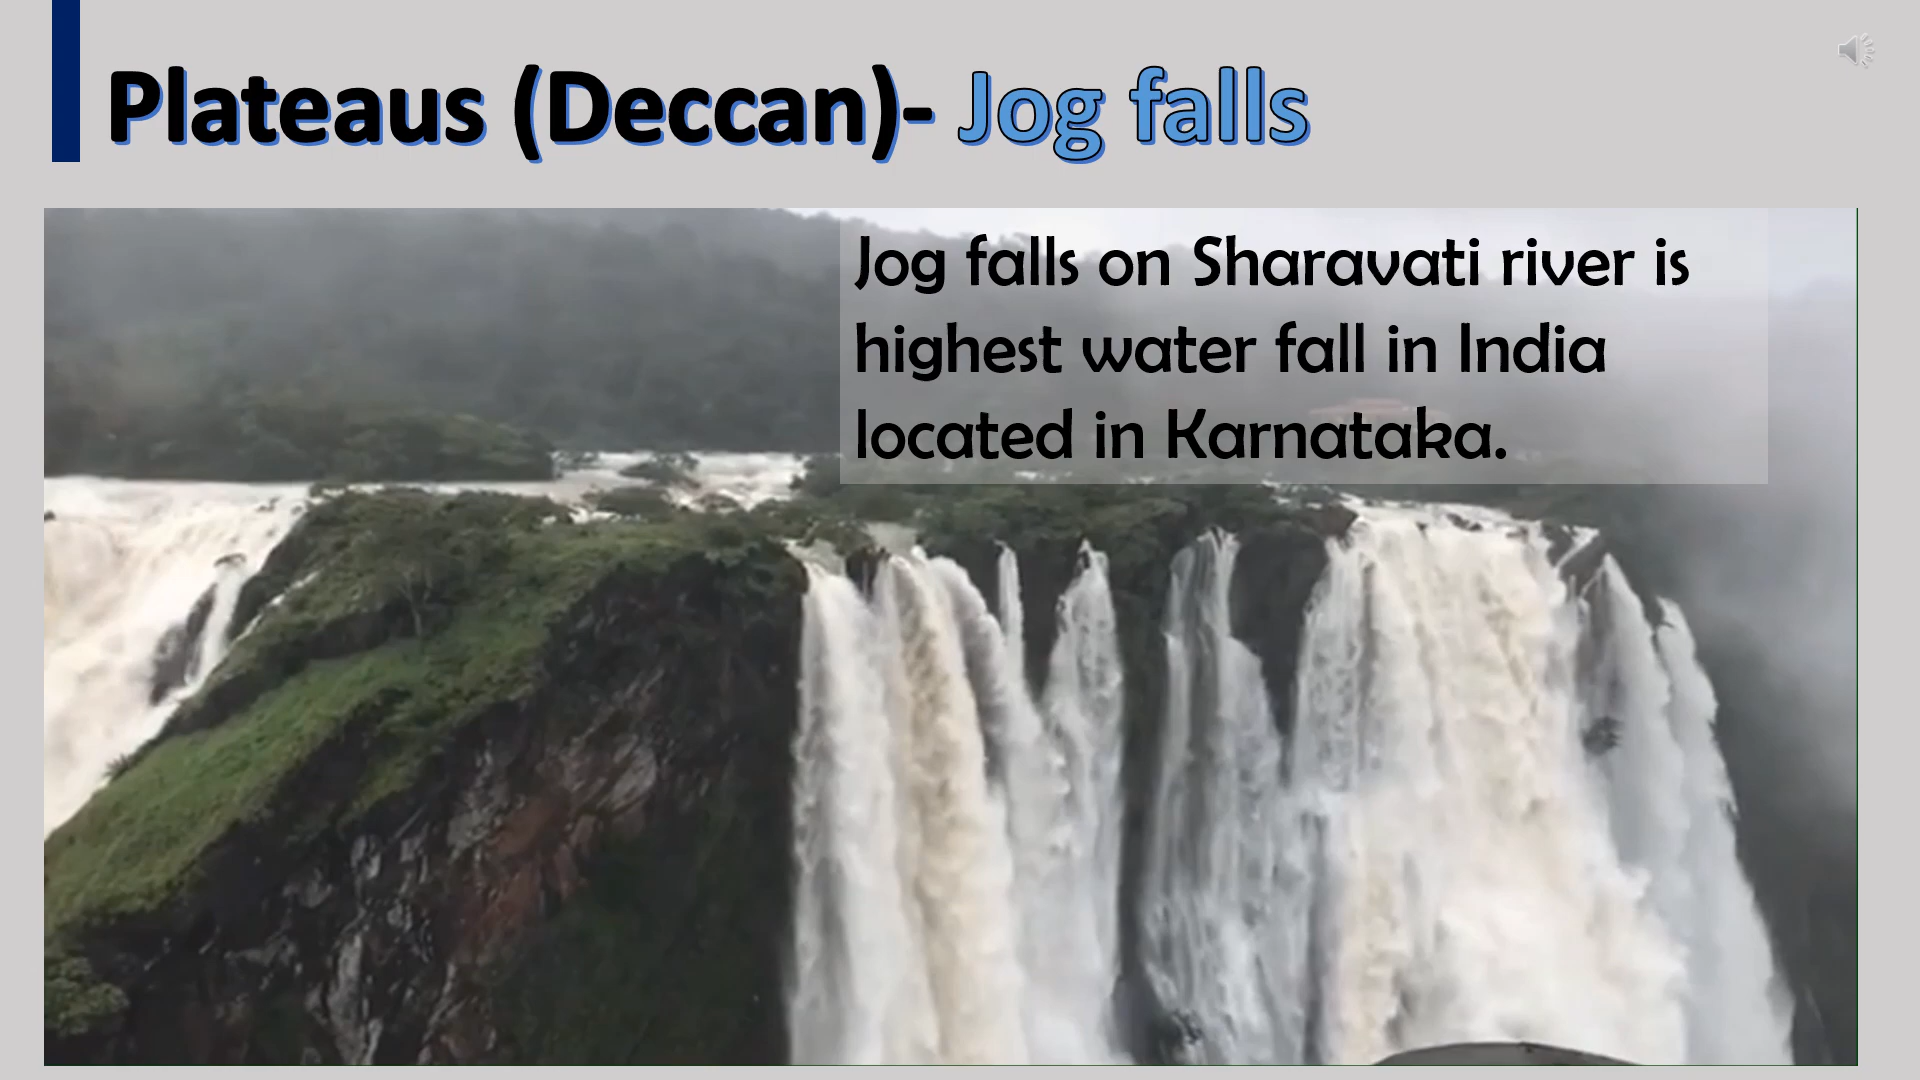 Plateaus (Deccan)- Jog falls
Jog falls on Sharavati river is
highest water fall in India
located in Karnataka.